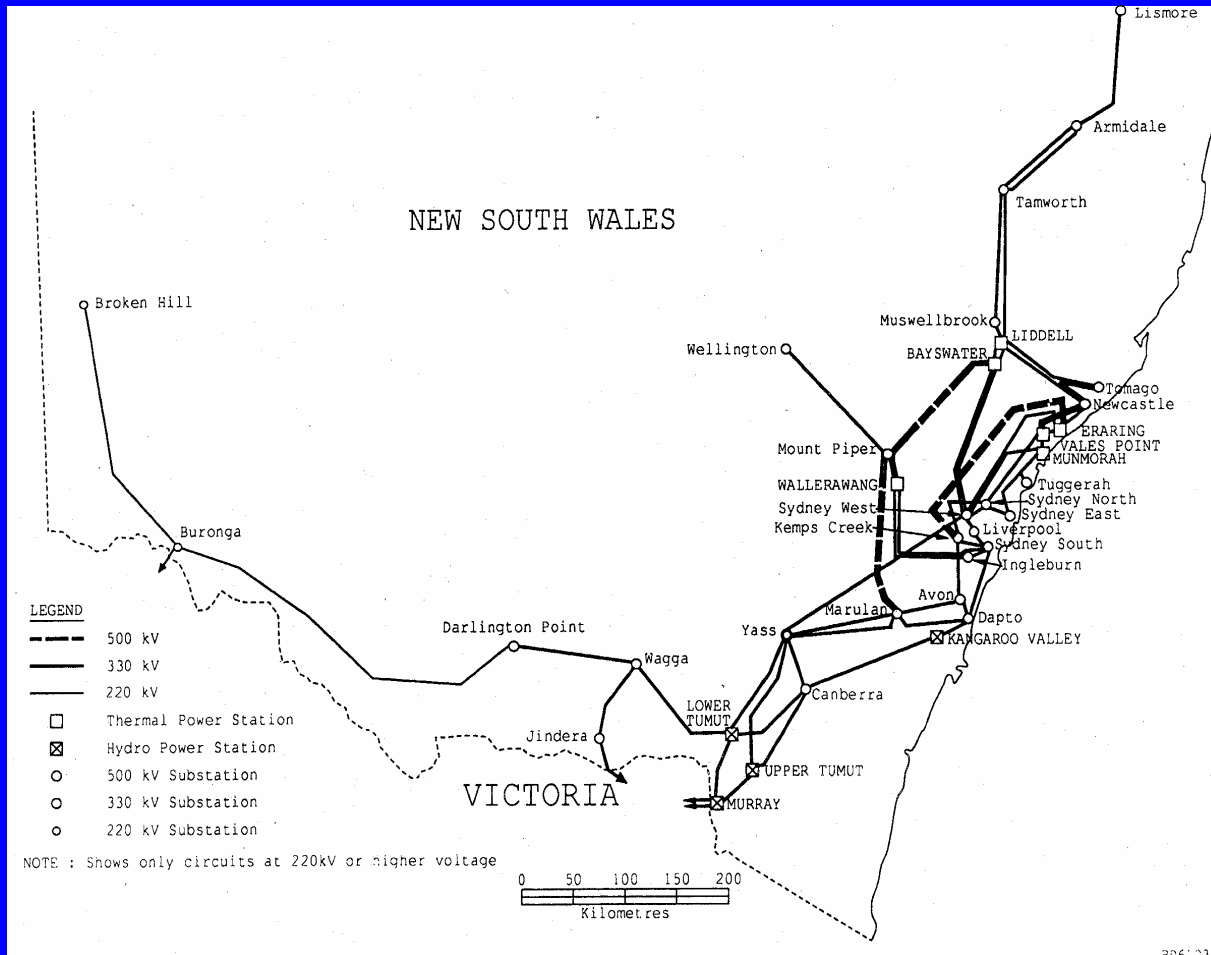 Lismore
Armidale
Tamworth
NEW SOUTH WALES
Broken Hill
Muswellbrook
LIDDELL
Wellington
BAYSWATER
Tomago
Newcastle
ERARING
VALES POINT
MUNMORAH
Mount Piper
WALLERAWANG
Tuggerah
Sydney North
Sydney West
Sydney East
Kemps Creek
Liverpool
Sydney South
Ingleburn
Buronga
Avon
Marulan
Dapto
KANGAROO VALLEY
Yass
Darlington Point
Wagga
Canberra
LOWER
TUMUT
Jindera
UPPER TUMUT
VICTORIA
MURRAY
LEGEND
500 kV
330 kV
220 kV
Thermal Power Station
Hydro Power Station
500 kV Substation
330 kV Substation
220 kV Substation
NOTE : Shows only circuits at 220kV or higher voltage
0 50 100 150 200
Kilometres